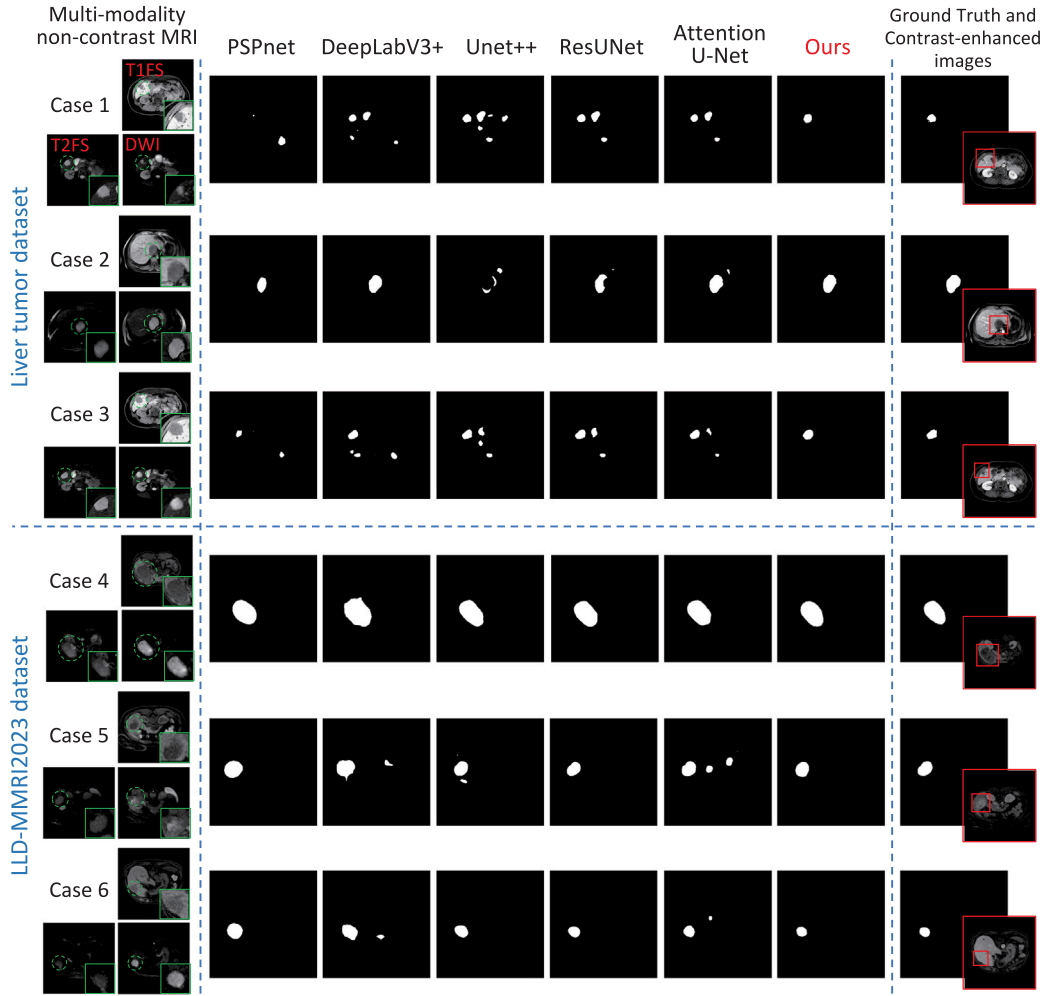 Multi-modality
non-contrast MRI
PSPnet
DeepLabV3+
Unet++
ResUNet
Attention
U-Net
Ours
Ground Truth and
Contrast-enhanced
images
Liver tumor dataset
Case 1
T1FS
T2FS
DWI
Case 2
Case 3
LLD-MMRI2023 dataset
Case 4
Case 5
Case 6